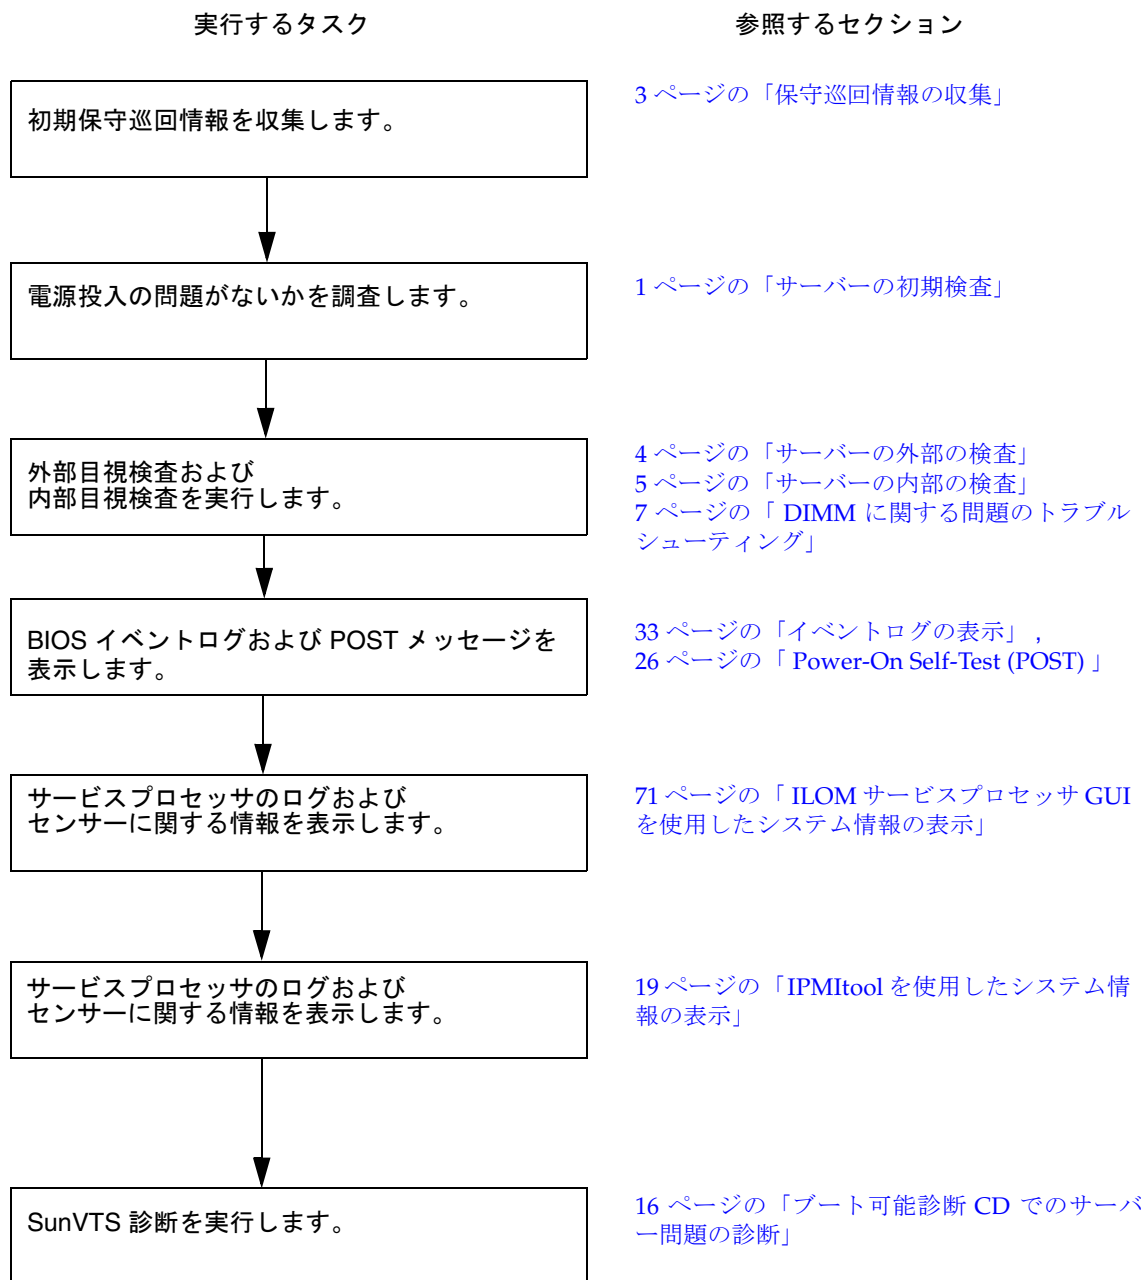 実行するタスク
参照するセクション
初期保守巡回情報を収集します。
3 ページの「保守巡回情報の収集」
電源投入の問題がないかを調査します。
1 ページの「サーバーの初期検査」
外部目視検査および
内部目視検査を実行します。
4 ページの「サーバーの外部の検査」
5 ページの「サーバーの内部の検査」
7 ページの「 DIMM に関する問題のトラブル
シューティング」
BIOS イベントログおよび POST メッセージを
表示します。
33 ページの「イベントログの表示」 ,
26 ページの「 Power-On Self-Test (POST) 」
サービスプロセッサのログおよび
センサーに関する情報を表示します。
71 ページの「 ILOM サービスプロセッサ GUI
を使用したシステム情報の表示」
サービスプロセッサのログおよび
センサーに関する情報を表示します。
19 ページの「IPMItool を使用したシステム情
報の表示」
SunVTS 診断を実行します。
16 ページの「ブート可能診断 CD でのサーバ
ー問題の診断」